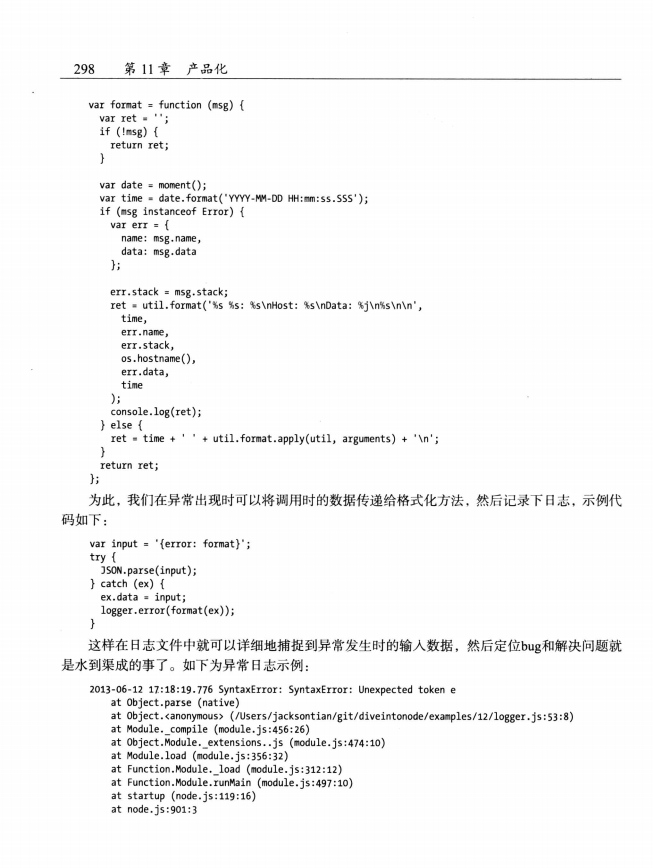 298 第 11 章 产品化
var format = function (msg) {
var ret = '';
if (!msg) {
return ret;
}
var date = moment();
var time = date.format('YYYY-MM-DD HH:mm:ss.SSS');
if (msg instanceof Error) {
var err = {
name: msg.name,
data: msg.data
};
err.stack = msg.stack;
ret = util.format('%s %s: %s\nHost: %s\nData: %j\n%s\n\n',
time,
err.name,
err.stack,
os.hostname(),
err.data,
time
);
console.log(ret);
} else {
ret = time + ' ' + util.format.apply(util, arguments) + '\n';
}
return ret;
};
为此，我们在异常出现时可以将调用时的数据传递给格式化方法，然后记录下日志，示例代
码如下：
var input = '{error: format}';
try {
JSON.parse(input);
} catch (ex) {
ex.data = input;
logger.error(format(ex));
}
这样在日志文件中就可以详细地捕捉到异常发生时的输入数据，然后定位bug和解决问题就
是水到渠成的事了。如下为异常日志示例：
2013-06-12 17:18:19.776 SyntaxError: SyntaxError: Unexpected token e
at Object.parse (native)
at Object.<anonymous> (/Users/jacksontian/git/diveintonode/examples/12/logger.js:53:8)
at Module._compile (module.js:456:26)
at Object.Module._extensions..js (module.js:474:10)
at Module.load (module.js:356:32)
at Function.Module._load (module.js:312:12)
at Function.Module.runMain (module.js:497:10)
at startup (node.js:119:16)
at node.js:901:3